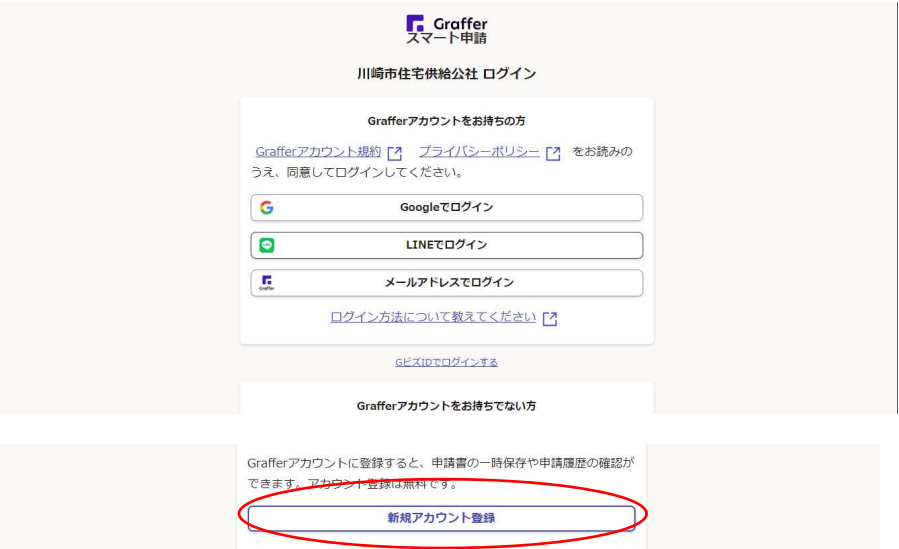 Graffer
スマート申請
川崎市住宅供給公社 ログイン
Grafferアカウントをお持ちの方
Grafferアカウント規約 プライバシーポリシー をお読みの
うえ、同意してログインしてください。
Googleでログイン
LINEでログイン
メールアドレスでログイン
ログイン方法について教えてください
GビズIDでログインする
Grafferアカウントをお持ちでない方
Grafferアカウントに登録すると、申請書の一時保存や申請履歴の確認が
できます。アカウント登録は無料です。
新規アカウント登録